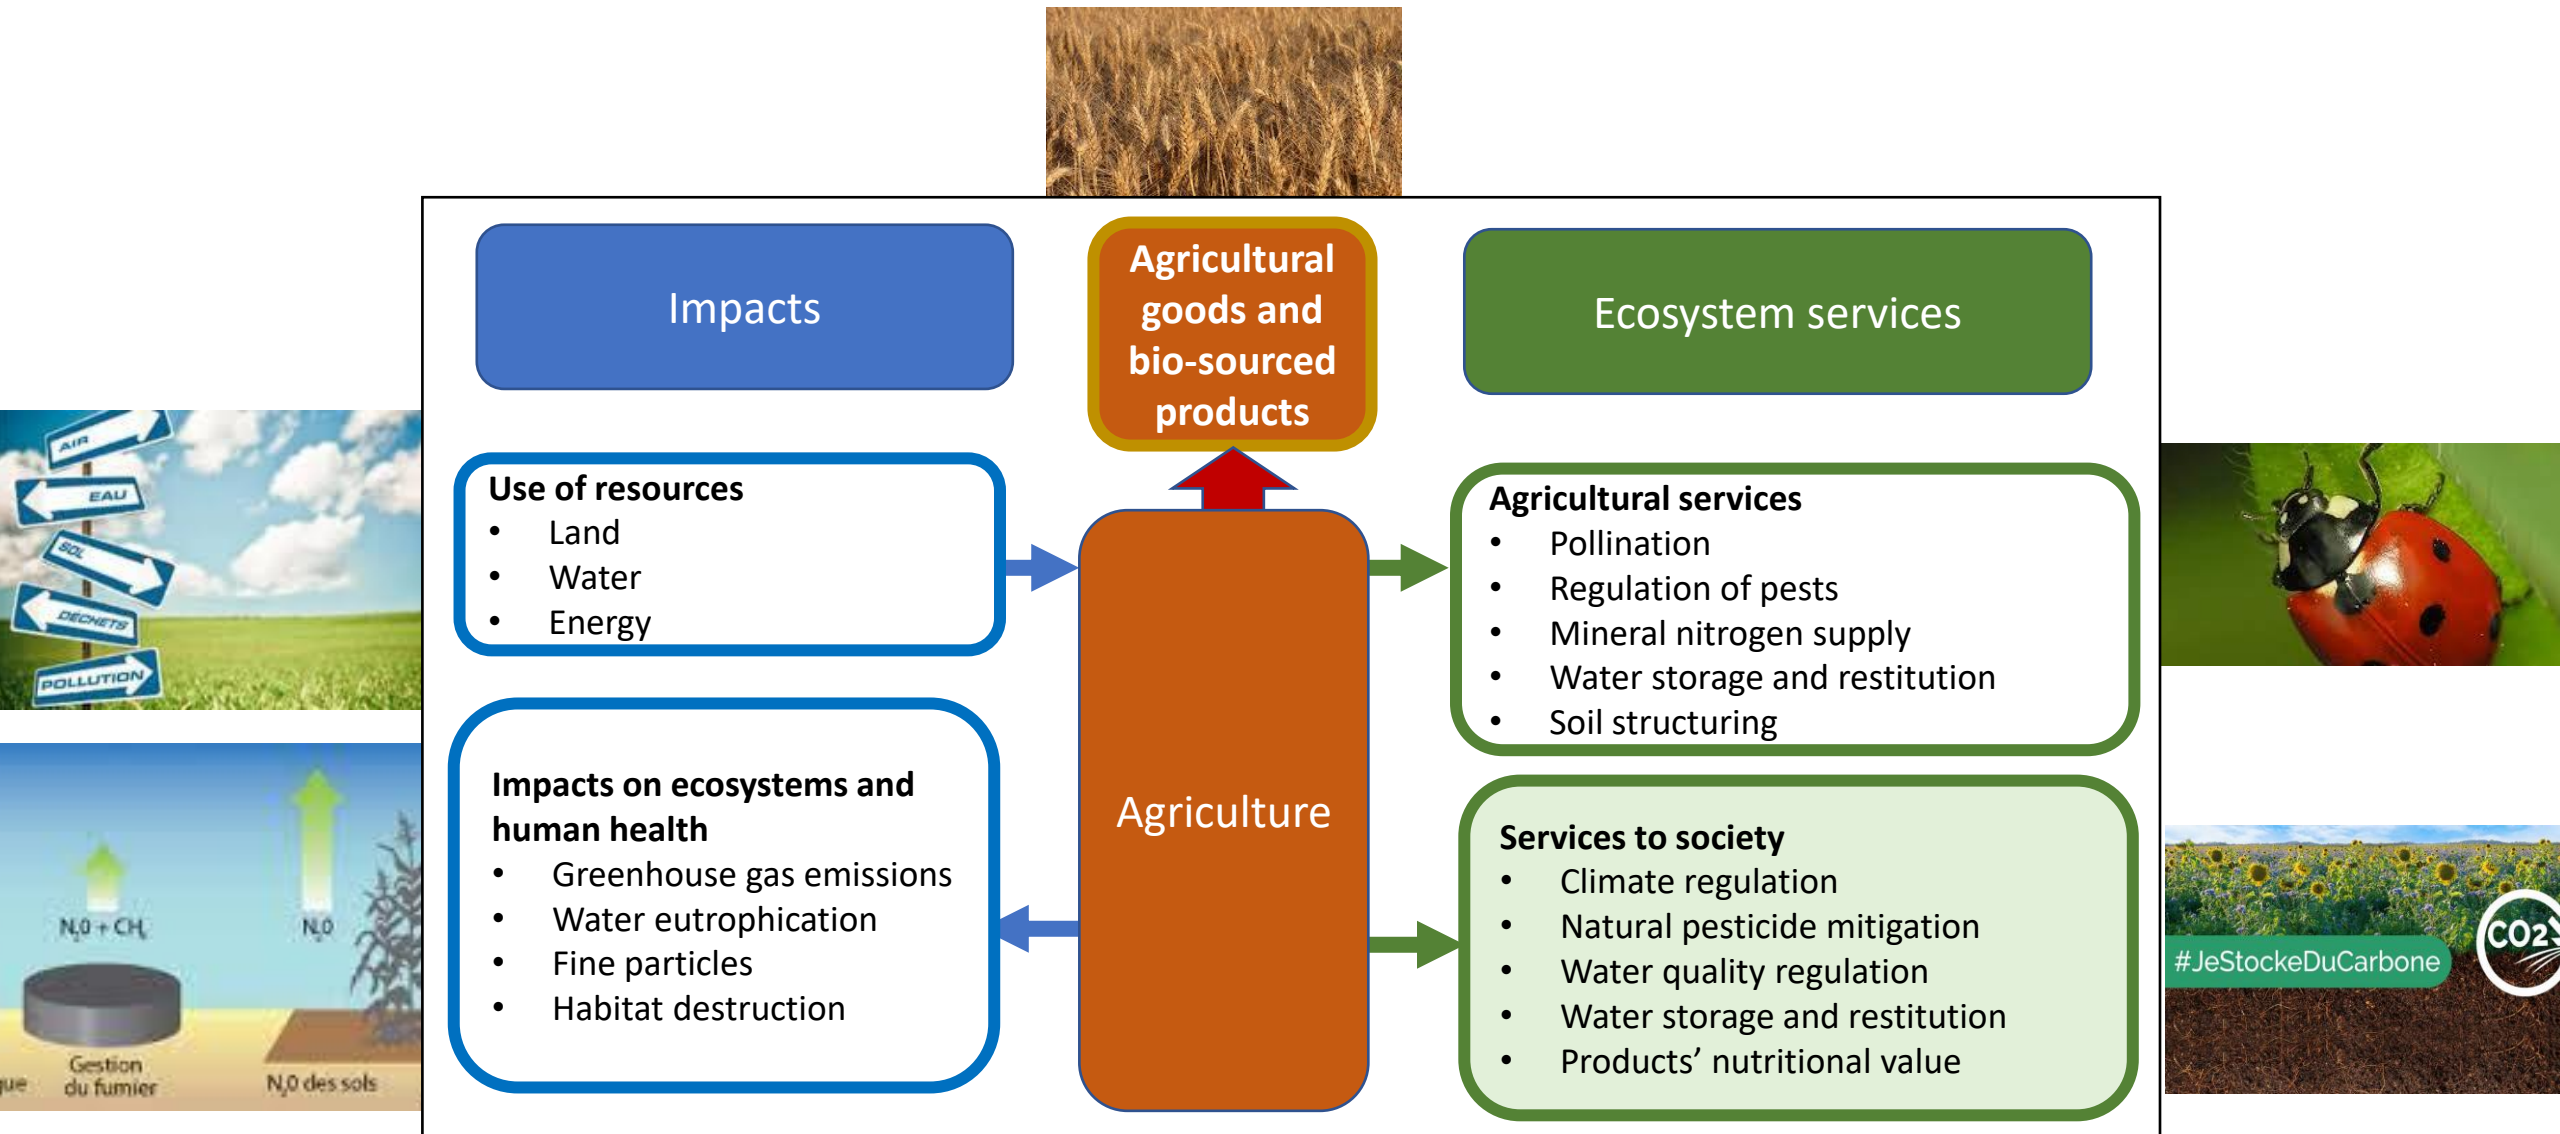 Impacts
Agricultural
goods and
bio-sourced
products
Ecosystem services
AIR
EAU
SOL
DECHETS
POLLUTION
Use of resources
• Land
• Water
• Energy
Agricultural services
• Pollination
• Regulation of pests
• Mineral nitrogen supply
• Water storage and restitution
• Soil structuring
Agriculture
Impacts on ecosystems and
human health
• Greenhouse gas emissions
• Water eutrophication
• Fine particles
• Habitat destruction
Services to society
• Climate regulation
• Natural pesticide mitigation
• Water quality regulation
• Water storage and restitution
• Products’ nutritional value
N₂O + CH₄
N₂O
Gestion
du fumier
N₂O des sols
#JeStockeDuCarbone
CO2